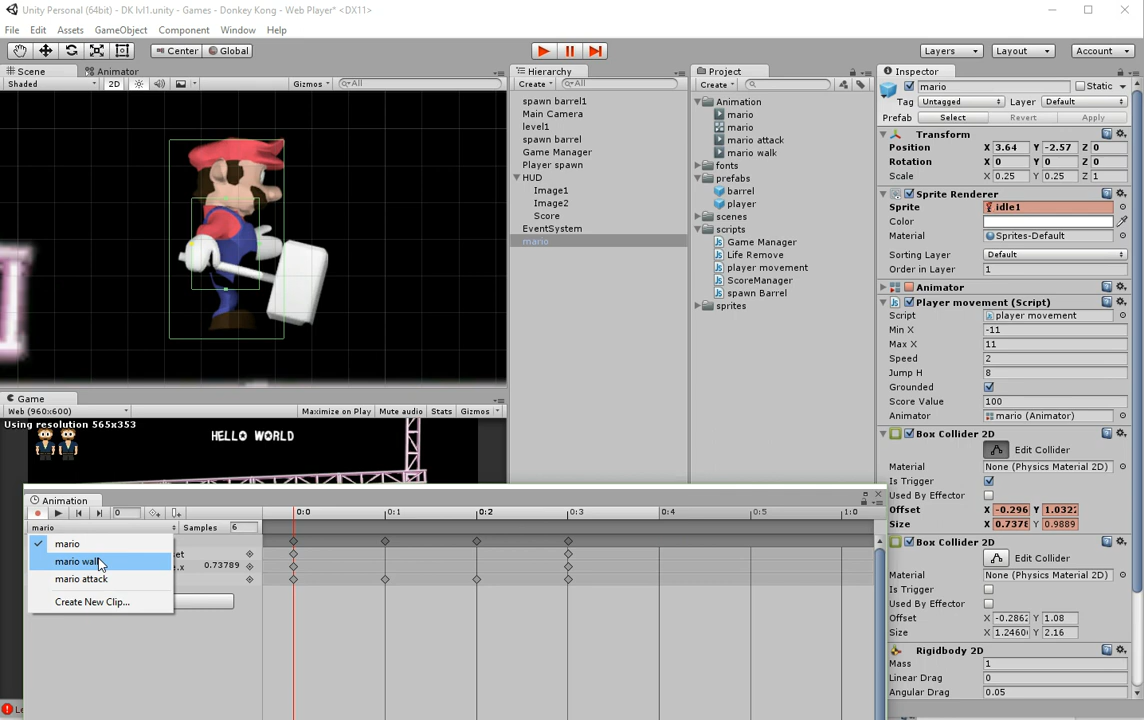 Unity Personal (64bit) - DK lvl1.unity - Games - Donkey Kong - Web Player* <DX11>
File Edit Assets GameObject Component Window Help
Center Global Layers Layout Account
Scene Animator
Shaded 2D Gizmos All
Game
Web (960x600) Maximize on Play Mute audio Stats Gizmos
Using resolution 565x353
HELLO WORLD
Hierarchy
Create All
spawn barrel1
Main Camera
level1
spawn barrel
Game Manager
Player spawn
HUD
Image1
Image2
Score
EventSystem
mario
Project
Create
Animation
mario
mario
mario attack
mario walk
fonts
prefabs
barrel
player
scenes
scripts
Game Manager
Life Remove
player movement
ScoreManager
spawn Barrel
sprites
Inspector
mario Static
Tag Untagged Layer Default
Prefab Select Revert Apply
Transform
Position X 3.64 Y -2.57 Z 0
Rotation X 0 Y 0 Z 0
Scale X 0.25 Y 0.25 Z 1
Sprite Renderer
Sprite idle1
Color
Material Sprites-Default
Sorting Layer Default
Order in Layer 1
Animator
Player movement (Script)
Script player movement
Min X -11
Max X 11
Speed 2
Jump H 8
Grounded
Score Value 100
Animator mario (Animator)
Box Collider 2D
Edit Collider
Material None (Physics Material 2D)
Is Trigger
Used By Effector
Offset X -0.296 Y 1.032
Size X 0.7378 Y 0.9889
Box Collider 2D
Edit Collider
Material None (Physics Material 2D)
Is Trigger
Used By Effector
Offset X -0.2862 Y 1.08
Size X 1.2460 Y 2.16
Rigidbody 2D
Mass 1
Linear Drag 0
Angular Drag 0.05
Animation
0 0:0 0:1 0:2 0:3 0:4 0:5 1:0
mario Samples 6
mario
mario walk
mario attack
Create New Clip...
set
e.x 0.73789
Le